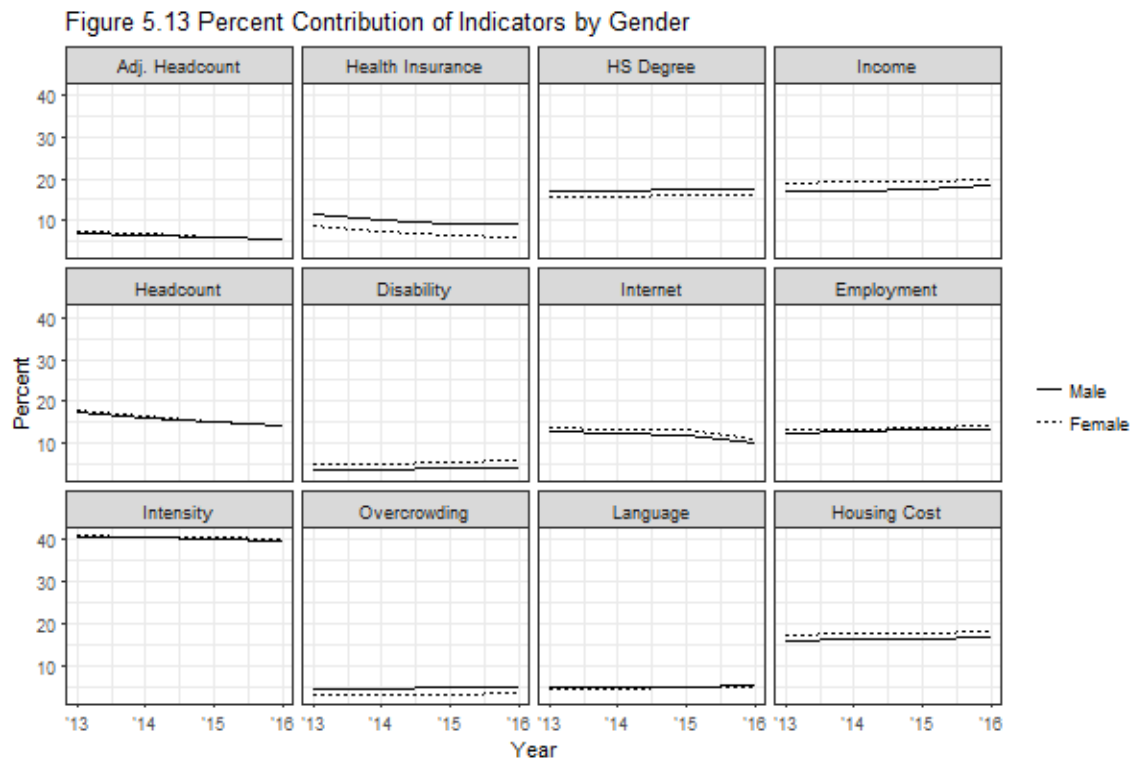 Figure 5.13 Percent Contribution of Indicators by Gender
Adj. Headcount Health Insurance HS Degree Income
40
30
20
10
Headcount Disability Internet Employment
40
30
20
10
Percent
Male
Female
Intensity Overcrowding Language Housing Cost
40
30
20
10
'13 '14 '15 '16 '13 '14 '15 '16 '13 '14 '15 '16 '13 '14 '15 '16
Year